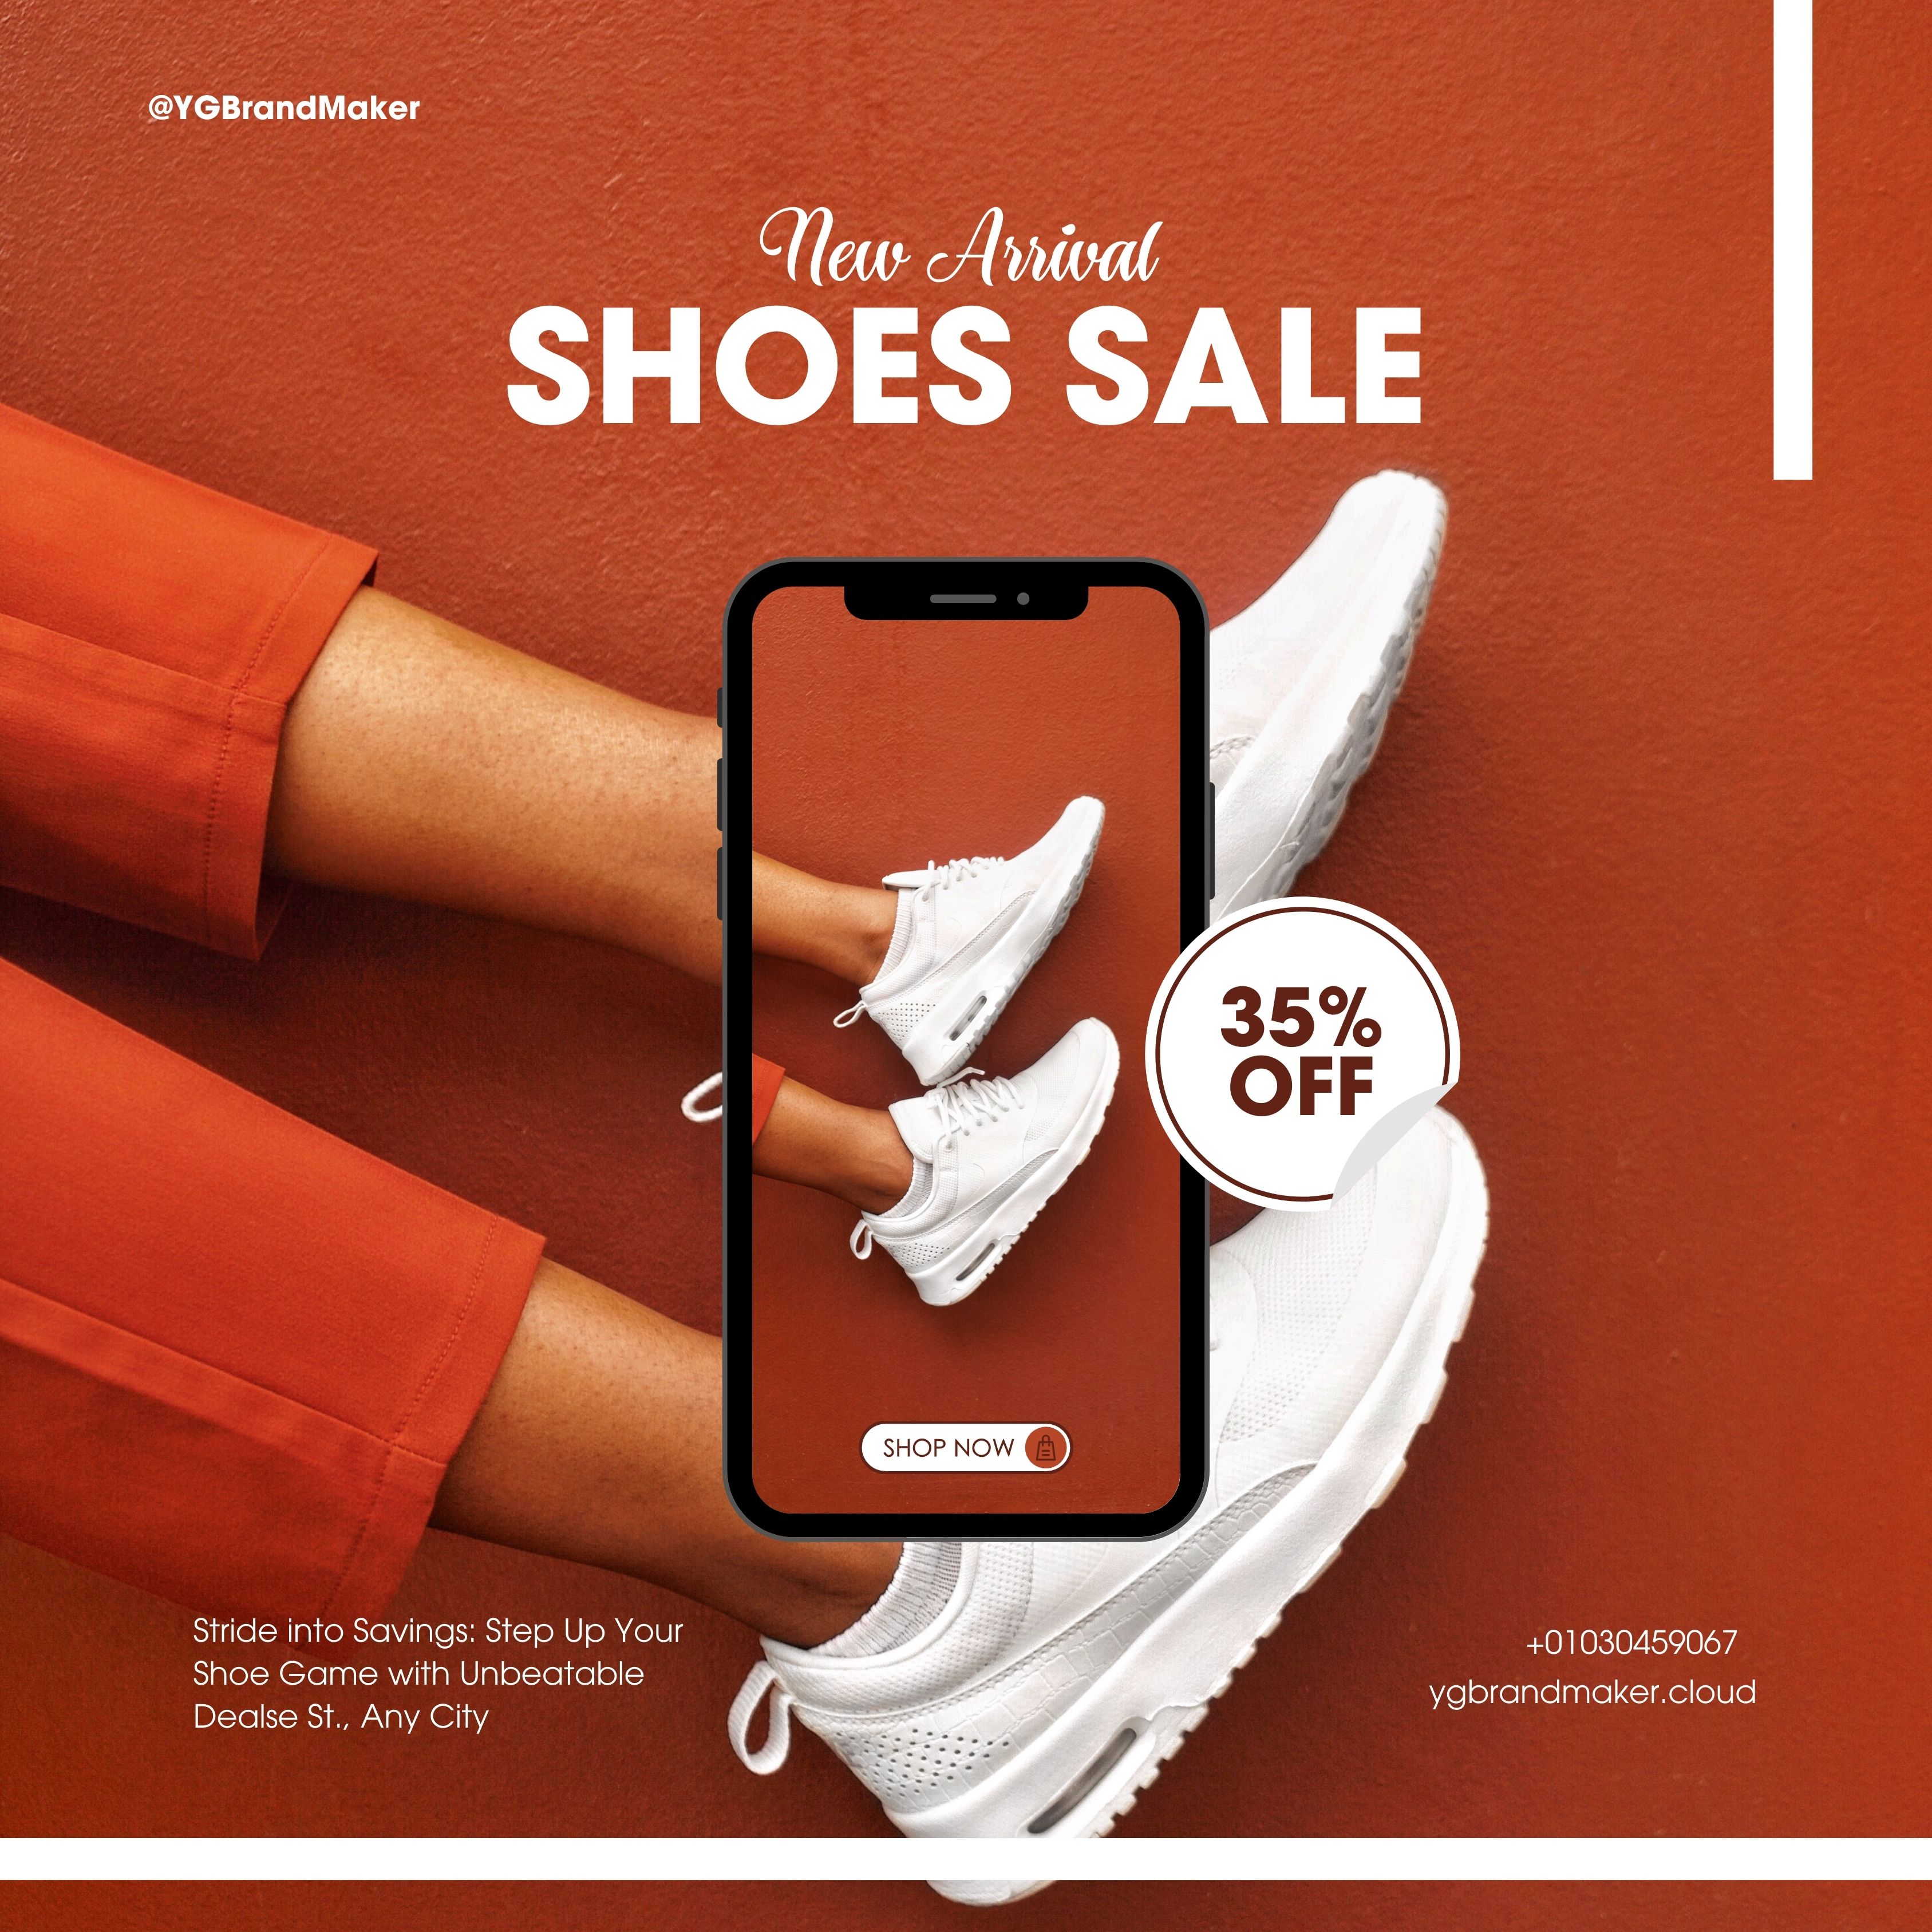 @YGBrandMaker
New Arrival
SHOES SALE
35%
OFF
SHOP NOW
Stride into Savings: Step Up Your
Shoe Game with Unbeatable
Dealse St., Any City
+01030459067
ygbrandmaker.cloud